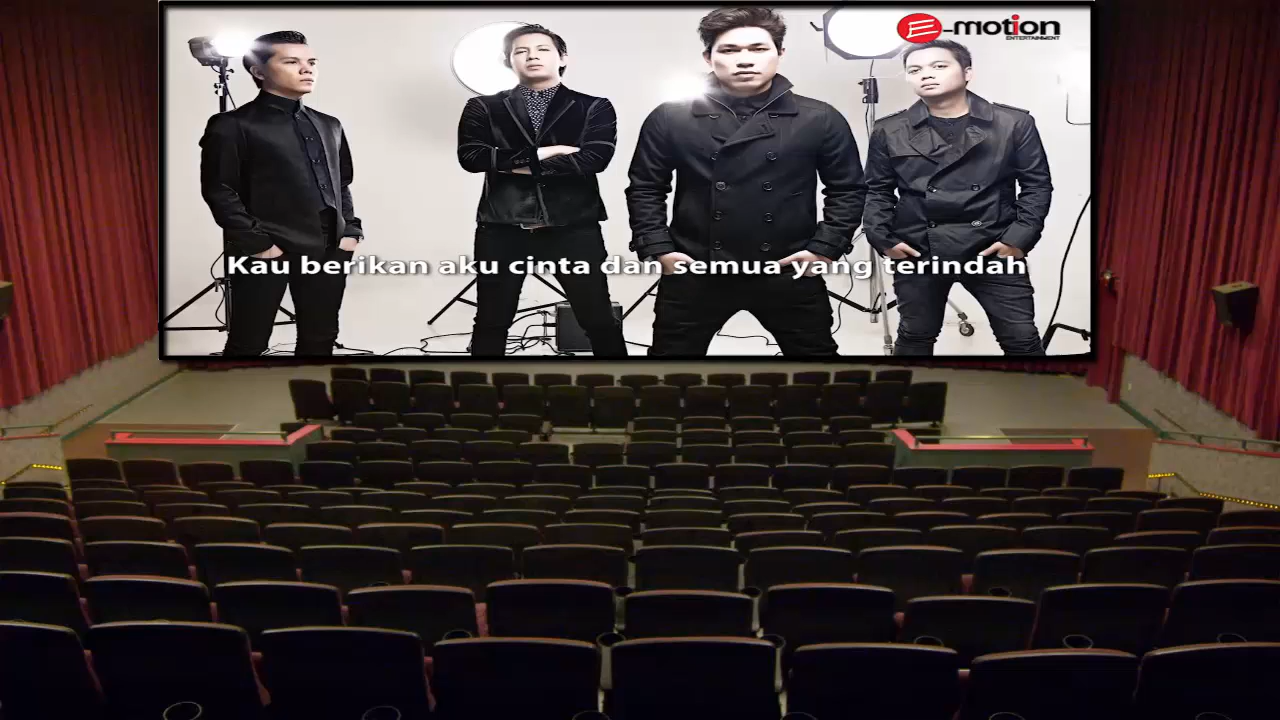 E-motion
ENTERTAINMENT
Kau berikan aku cinta dan semua yang terindah